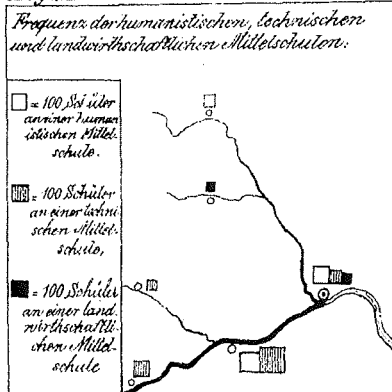 Frequenz der humanistischen, technischen
und landwirthschaftlichen Mittelschulen:
= 100 Schüler
an einer human
istischen Mittel-
schule.
= 100 Schüler
an einer techni
schen Mittel-
schule,
= 100 Schüler
an einer land-
wirthschaftli-
chen Mittel-
schule